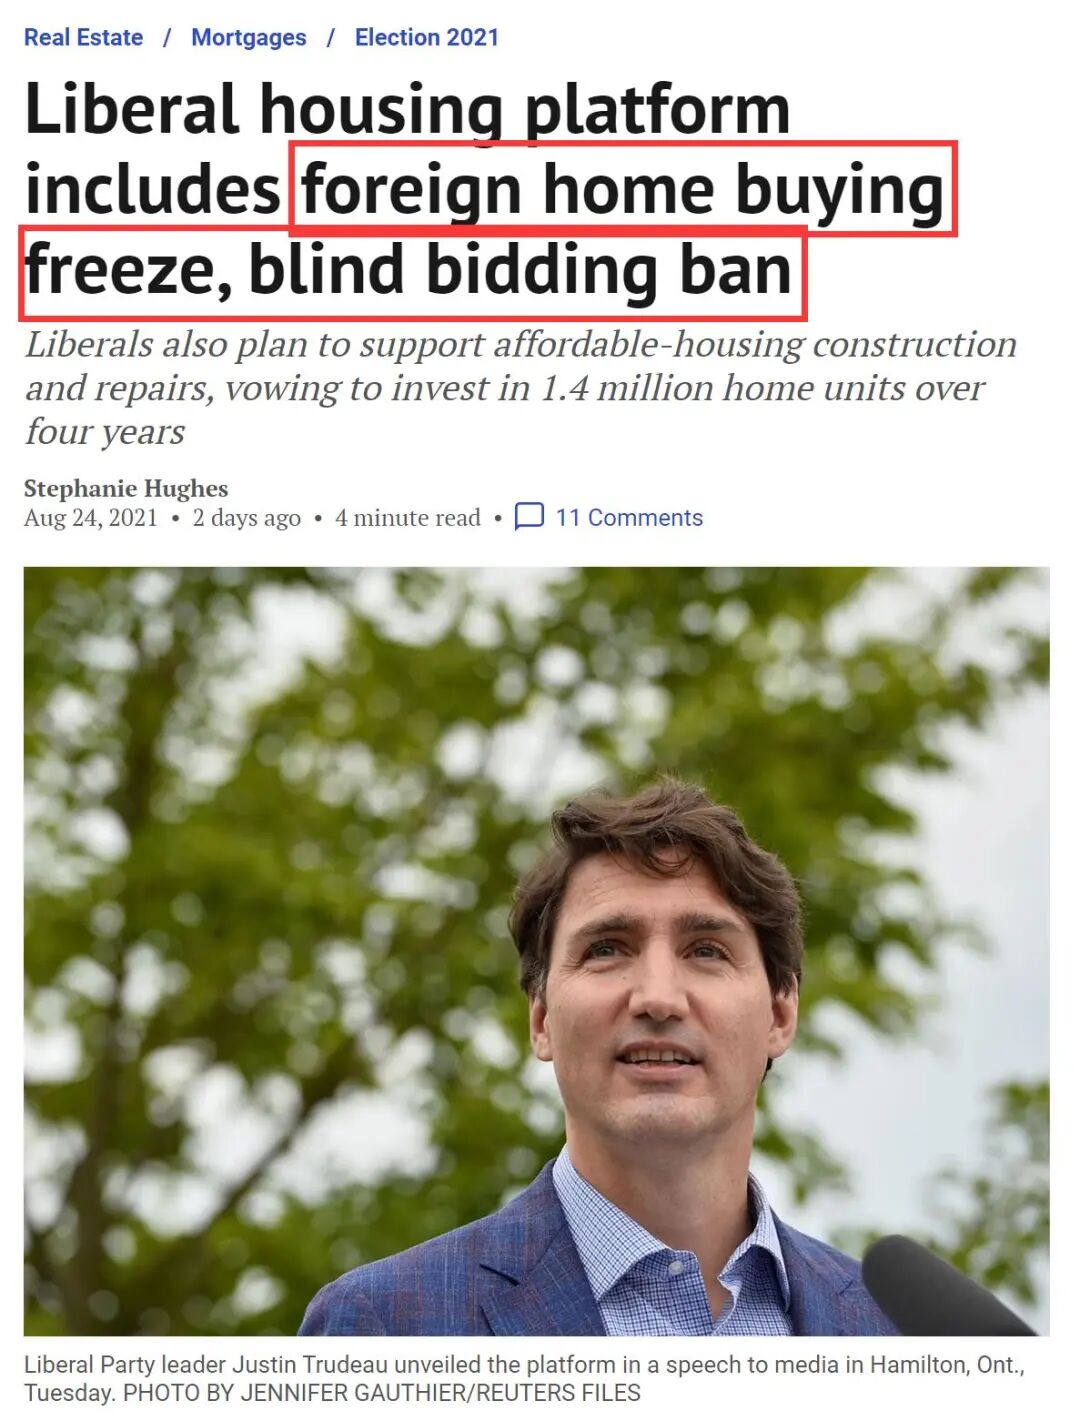 Real Estate / Mortgages / Election 2021
Liberal housing platform
includes foreign home buying
freeze, blind bidding ban
Liberals also plan to support affordable-housing construction
and repairs, vowing to invest in 1.4 million home units over
four years
Stephanie Hughes
Aug 24, 2021 • 2 days ago • 4 minute read • 11 Comments
Liberal Party leader Justin Trudeau unveiled the platform in a speech to media in Hamilton, Ont.,
Tuesday. PHOTO BY JENNIFER GAUTHIER/REUTERS FILES